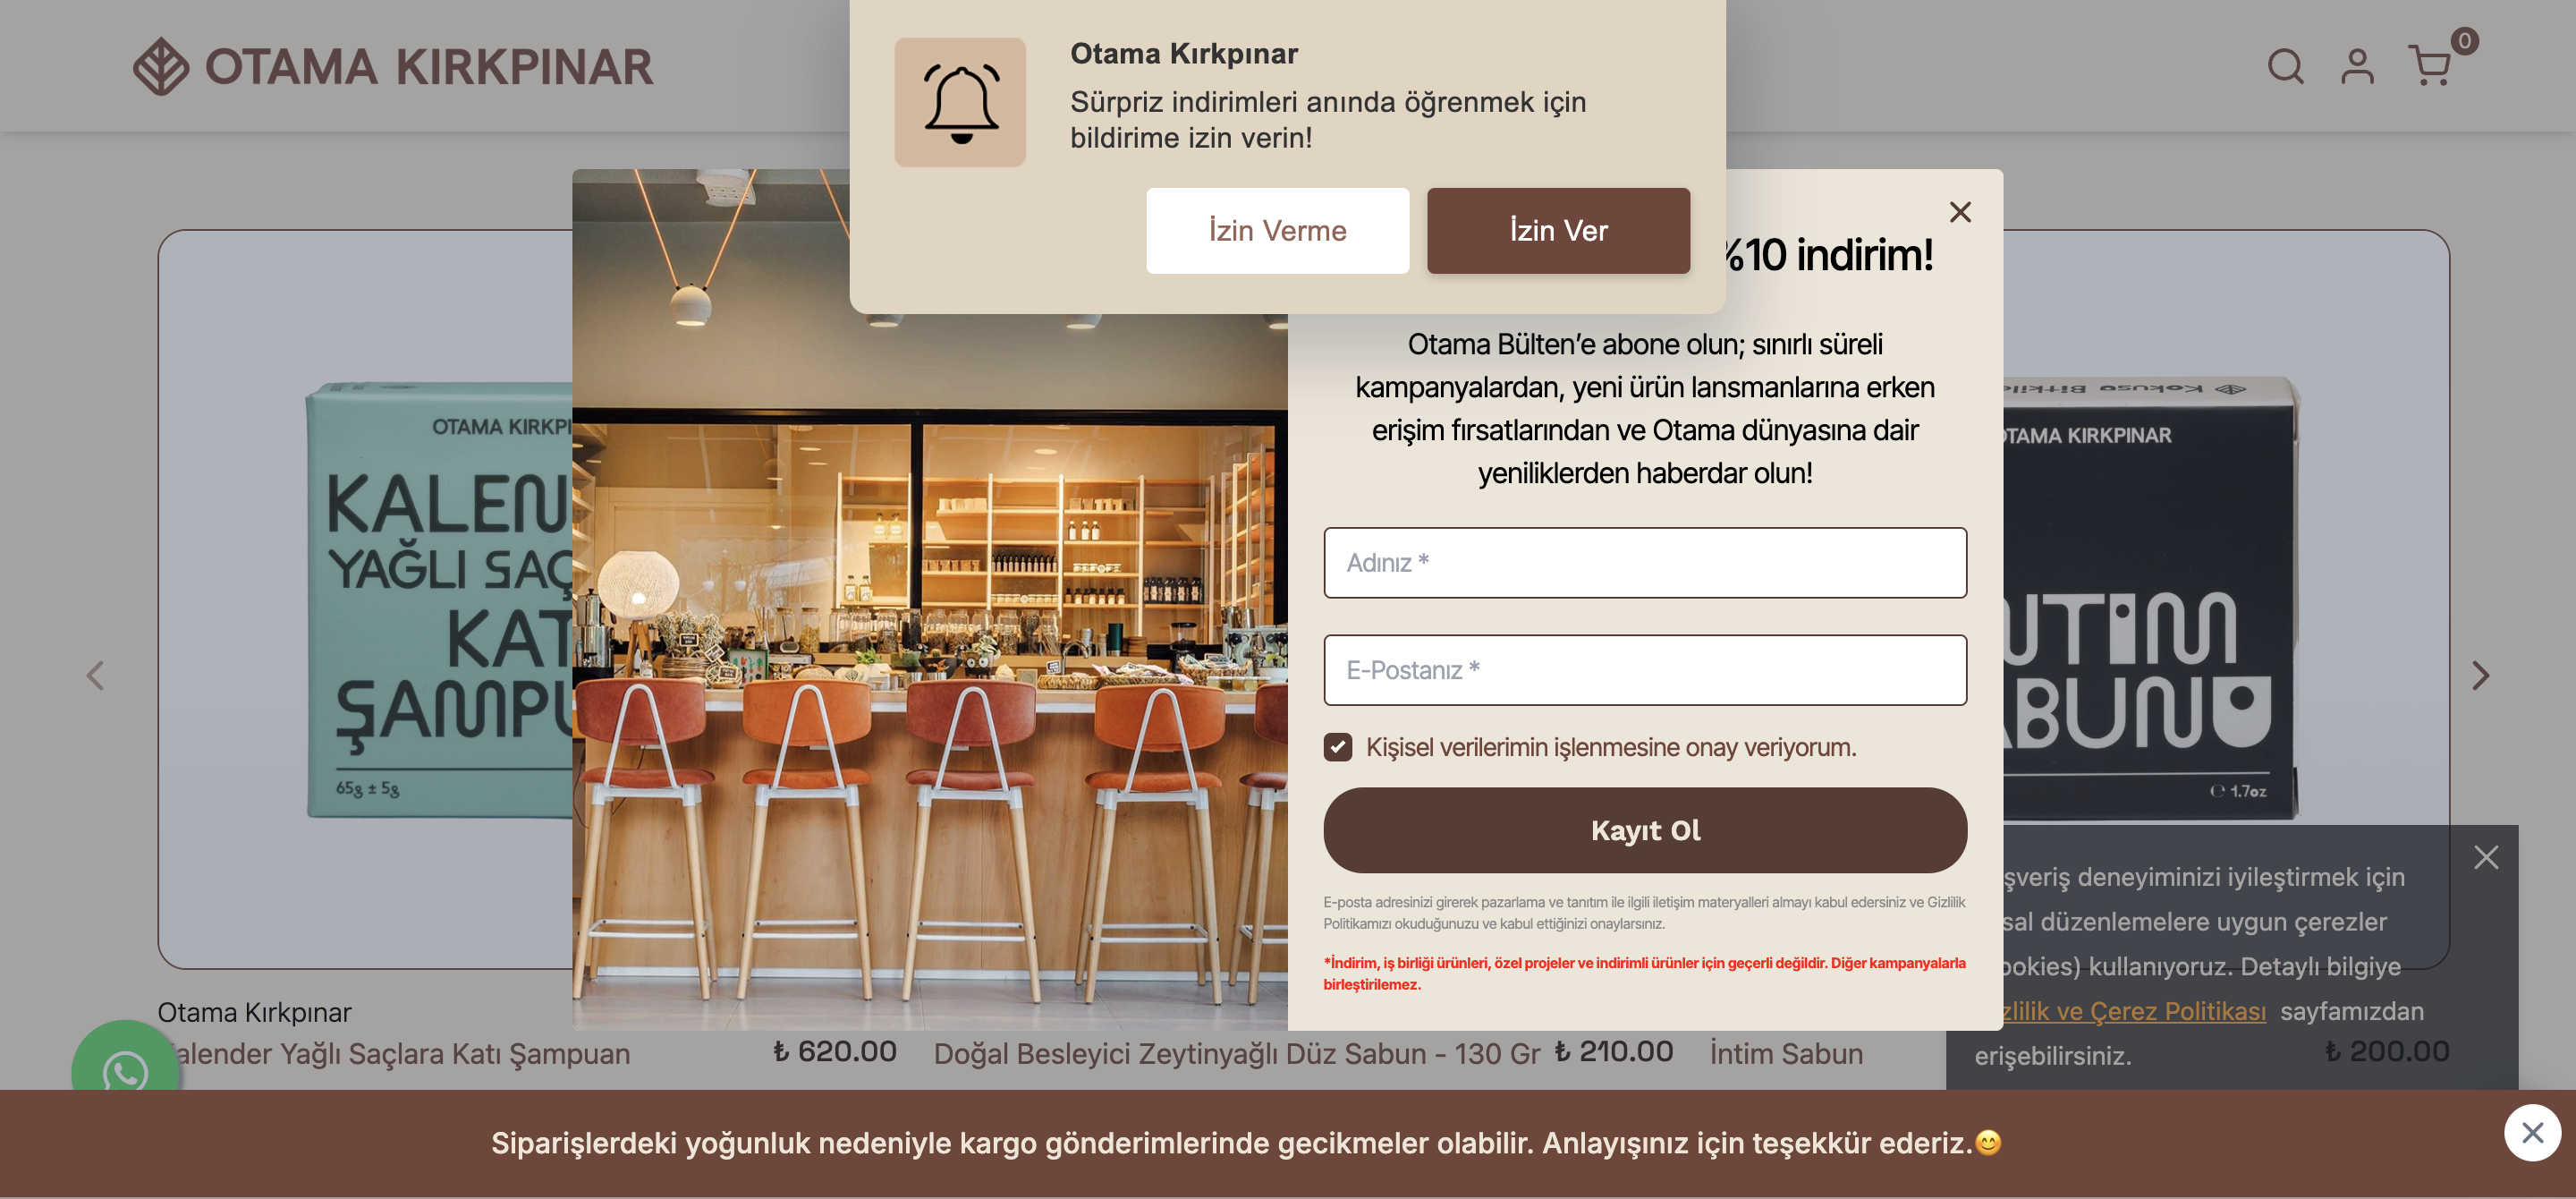 OTAMA KIRKPINAR
0
Otama Kırkpınar
Sürpriz indirimleri anında öğrenmek için
bildirime izin verin!
İzin Verme
İzin Ver
%10 indirim!
Otama Bülten’e abone olun; sınırlı süreli
kampanyalardan, yeni ürün lansmanlarına erken
erişim fırsatlarından ve Otama dünyasına dair
yeniliklerden haberdar olun!
Adınız *
E-Postanız *
Kişisel verilerimin işlenmesine onay veriyorum.
Kayıt Ol
E-posta adresinizi girerek pazarlama ve tanıtım ile ilgili iletişim materyalleri almayı kabul edersiniz ve Gizlilik
Politikamızı okuduğunuzu ve kabul ettiğinizi onaylarsınız.
*İndirim, iş birliği ürünleri, özel projeler ve indirimli ürünler için geçerli değildir. Diğer kampanyalarla
birleştirilemez.
OTAMA KIRKPI
KALEN
YAĞLI SAÇ
KAT
ŞAMPU
65g ± 5g
TAMA KIRKPINAR
NTİM
ABUNU
℮ 1.7oz
şveriş deneyiminizi iyileştirmek için
sal düzenlemelere uygun çerezler
ookies) kullanıyoruz. Detaylı bilgiye
zlilik ve Çerez Politikası sayfamızdan
erişebilirsiniz.
Otama Kırkpınar
alender Yağlı Saçlara Katı Şampuan
₺ 620.00
Doğal Besleyici Zeytinyağlı Düz Sabun - 130 Gr
₺ 210.00
İntim Sabun
₺ 200.00
Siparişlerdeki yoğunluk nedeniyle kargo gönderimlerinde gecikmeler olabilir. Anlayışınız için teşekkür ederiz.😊